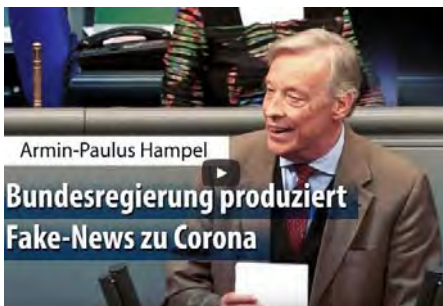 Armin-Paulus Hampel
Bundesregierung produziert
Fake-News zu Corona